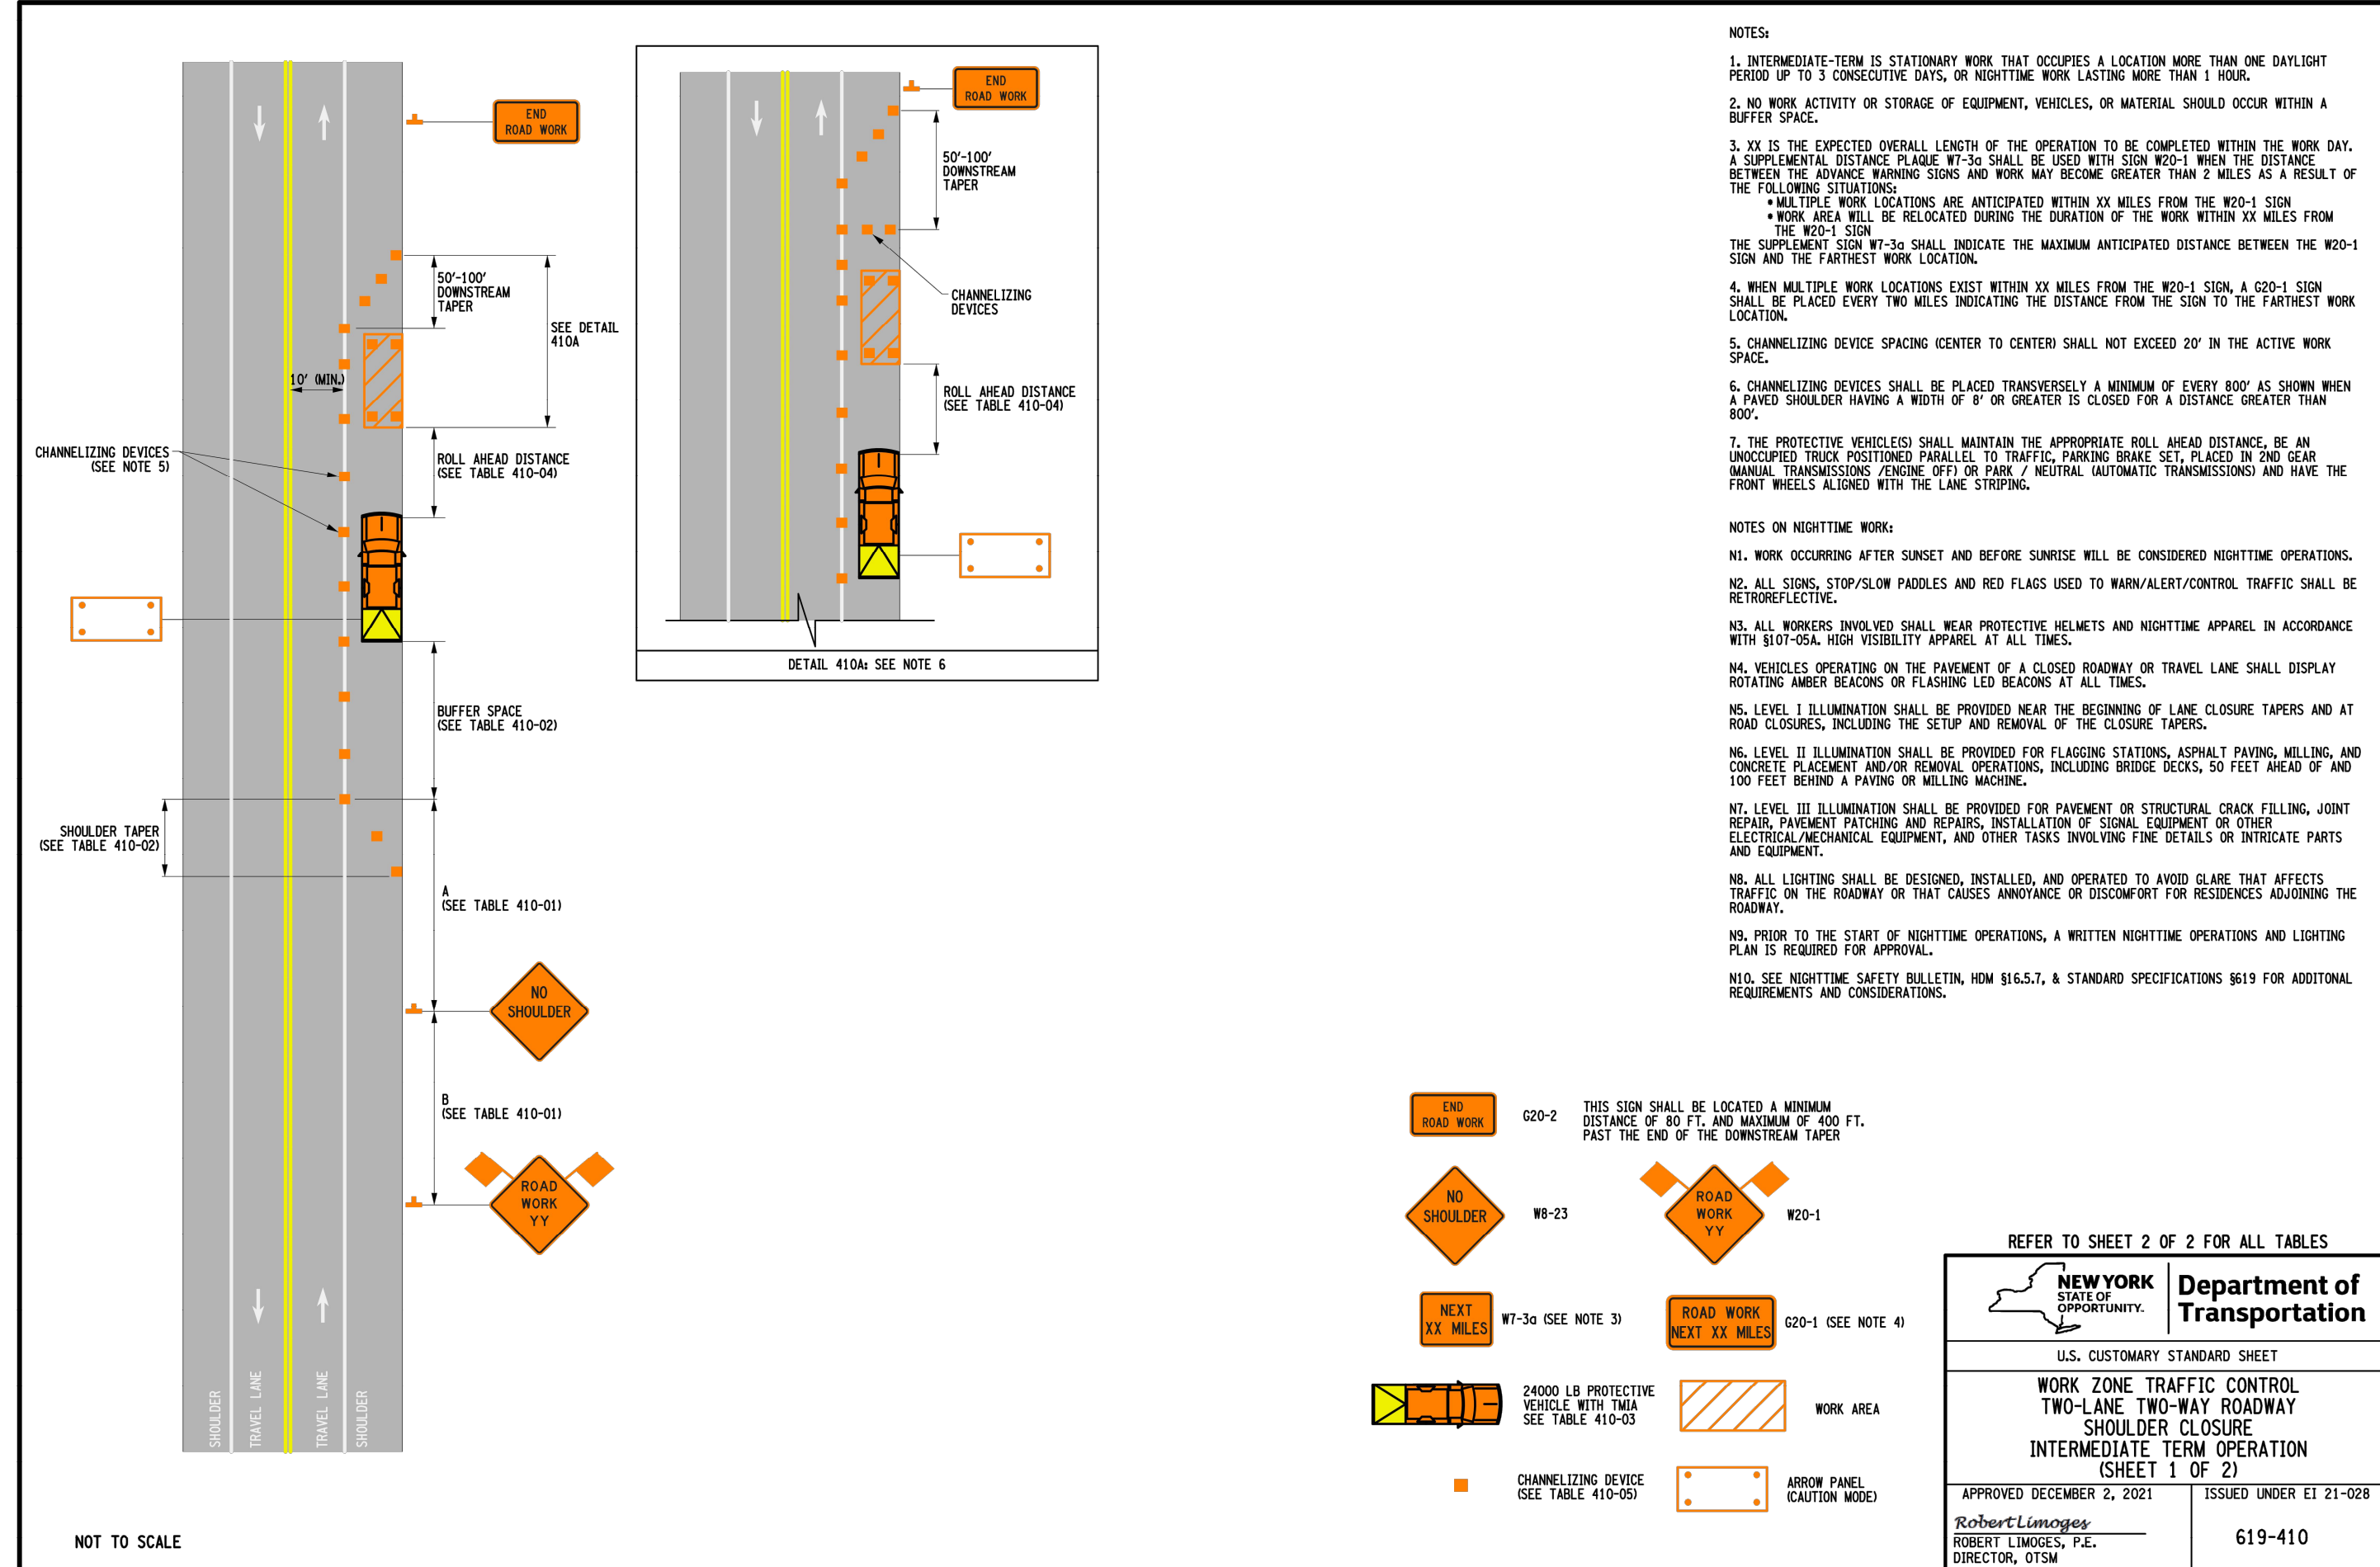 END
ROAD WORK
50'-100'
DOWNSTREAM
TAPER
SEE DETAIL
410A
10' (MIN.)
CHANNELIZING DEVICES
(SEE NOTE 5)
ROLL AHEAD DISTANCE
(SEE TABLE 410-04)
BUFFER SPACE
(SEE TABLE 410-02)
SHOULDER TAPER
(SEE TABLE 410-02)
A
(SEE TABLE 410-01)
NO
SHOULDER
B
(SEE TABLE 410-01)
ROAD
WORK
YY
SHOULDER
TRAVEL LANE
TRAVEL LANE
SHOULDER
NOT TO SCALE
END
ROAD WORK
50'-100'
DOWNSTREAM
TAPER
CHANNELIZING
DEVICES
ROLL AHEAD DISTANCE
(SEE TABLE 410-04)
DETAIL 410A: SEE NOTE 6
NOTES:
1. INTERMEDIATE-TERM IS STATIONARY WORK THAT OCCUPIES A LOCATION MORE THAN ONE DAYLIGHT
PERIOD UP TO 3 CONSECUTIVE DAYS, OR NIGHTTIME WORK LASTING MORE THAN 1 HOUR.
2. NO WORK ACTIVITY OR STORAGE OF EQUIPMENT, VEHICLES, OR MATERIAL SHOULD OCCUR WITHIN A
BUFFER SPACE.
3. XX IS THE EXPECTED OVERALL LENGTH OF THE OPERATION TO BE COMPLETED WITHIN THE WORK DAY.
A SUPPLEMENTAL DISTANCE PLAQUE W7-3a SHALL BE USED WITH SIGN W20-1 WHEN THE DISTANCE
BETWEEN THE ADVANCE WARNING SIGNS AND WORK MAY BECOME GREATER THAN 2 MILES AS A RESULT OF
THE FOLLOWING SITUATIONS:
• MULTIPLE WORK LOCATIONS ARE ANTICIPATED WITHIN XX MILES FROM THE W20-1 SIGN
• WORK AREA WILL BE RELOCATED DURING THE DURATION OF THE WORK WITHIN XX MILES FROM
THE W20-1 SIGN
THE SUPPLEMENT SIGN W7-3a SHALL INDICATE THE MAXIMUM ANTICIPATED DISTANCE BETWEEN THE W20-1
SIGN AND THE FARTHEST WORK LOCATION.
4. WHEN MULTIPLE WORK LOCATIONS EXIST WITHIN XX MILES FROM THE W20-1 SIGN, A G20-1 SIGN
SHALL BE PLACED EVERY TWO MILES INDICATING THE DISTANCE FROM THE SIGN TO THE FARTHEST WORK
LOCATION.
5. CHANNELIZING DEVICE SPACING (CENTER TO CENTER) SHALL NOT EXCEED 20' IN THE ACTIVE WORK
SPACE.
6. CHANNELIZING DEVICES SHALL BE PLACED TRANSVERSELY A MINIMUM OF EVERY 800' AS SHOWN WHEN
A PAVED SHOULDER HAVING A WIDTH OF 8' OR GREATER IS CLOSED FOR A DISTANCE GREATER THAN
800'.
7. THE PROTECTIVE VEHICLE(S) SHALL MAINTAIN THE APPROPRIATE ROLL AHEAD DISTANCE, BE AN
UNOCCUPIED TRUCK POSITIONED PARALLEL TO TRAFFIC, PARKING BRAKE SET, PLACED IN 2ND GEAR
(MANUAL TRANSMISSIONS /ENGINE OFF) OR PARK / NEUTRAL (AUTOMATIC TRANSMISSIONS) AND HAVE THE
FRONT WHEELS ALIGNED WITH THE LANE STRIPING.
NOTES ON NIGHTTIME WORK:
N1. WORK OCCURRING AFTER SUNSET AND BEFORE SUNRISE WILL BE CONSIDERED NIGHTTIME OPERATIONS.
N2. ALL SIGNS, STOP/SLOW PADDLES AND RED FLAGS USED TO WARN/ALERT/CONTROL TRAFFIC SHALL BE
RETROREFLECTIVE.
N3. ALL WORKERS INVOLVED SHALL WEAR PROTECTIVE HELMETS AND NIGHTTIME APPAREL IN ACCORDANCE
WITH §107-05A. HIGH VISIBILITY APPAREL AT ALL TIMES.
N4. VEHICLES OPERATING ON THE PAVEMENT OF A CLOSED ROADWAY OR TRAVEL LANE SHALL DISPLAY
ROTATING AMBER BEACONS OR FLASHING LED BEACONS AT ALL TIMES.
N5. LEVEL I ILLUMINATION SHALL BE PROVIDED NEAR THE BEGINNING OF LANE CLOSURE TAPERS AND AT
ROAD CLOSURES, INCLUDING THE SETUP AND REMOVAL OF THE CLOSURE TAPERS.
N6. LEVEL II ILLUMINATION SHALL BE PROVIDED FOR FLAGGING STATIONS, ASPHALT PAVING, MILLING, AND
CONCRETE PLACEMENT AND/OR REMOVAL OPERATIONS, INCLUDING BRIDGE DECKS, 50 FEET AHEAD OF AND
100 FEET BEHIND A PAVING OR MILLING MACHINE.
N7. LEVEL III ILLUMINATION SHALL BE PROVIDED FOR PAVEMENT OR STRUCTURAL CRACK FILLING, JOINT
REPAIR, PAVEMENT PATCHING AND REPAIRS, INSTALLATION OF SIGNAL EQUIPMENT OR OTHER
ELECTRICAL/MECHANICAL EQUIPMENT, AND OTHER TASKS INVOLVING FINE DETAILS OR INTRICATE PARTS
AND EQUIPMENT.
N8. ALL LIGHTING SHALL BE DESIGNED, INSTALLED, AND OPERATED TO AVOID GLARE THAT AFFECTS
TRAFFIC ON THE ROADWAY OR THAT CAUSES ANNOYANCE OR DISCOMFORT FOR RESIDENCES ADJOINING THE
ROADWAY.
N9. PRIOR TO THE START OF NIGHTTIME OPERATIONS, A WRITTEN NIGHTTIME OPERATIONS AND LIGHTING
PLAN IS REQUIRED FOR APPROVAL.
N10. SEE NIGHTTIME SAFETY BULLETIN, HDM §16.5.7, & STANDARD SPECIFICATIONS §619 FOR ADDITONAL
REQUIREMENTS AND CONSIDERATIONS.
END
ROAD WORK
G20-2
THIS SIGN SHALL BE LOCATED A MINIMUM
DISTANCE OF 80 FT. AND MAXIMUM OF 400 FT.
PAST THE END OF THE DOWNSTREAM TAPER
NO
SHOULDER
W8-23
ROAD
WORK
YY
W20-1
NEXT
XX MILES
W7-3a (SEE NOTE 3)
ROAD WORK
NEXT XX MILES
G20-1 (SEE NOTE 4)
24000 LB PROTECTIVE
VEHICLE WITH TMIA
SEE TABLE 410-03
WORK AREA
CHANNELIZING DEVICE
(SEE TABLE 410-05)
ARROW PANEL
(CAUTION MODE)
REFER TO SHEET 2 OF 2 FOR ALL TABLES
NEW YORK
STATE OF
OPPORTUNITY.
Department of
Transportation
U.S. CUSTOMARY STANDARD SHEET
WORK ZONE TRAFFIC CONTROL
TWO-LANE TWO-WAY ROADWAY
SHOULDER CLOSURE
INTERMEDIATE TERM OPERATION
(SHEET 1 OF 2)
APPROVED DECEMBER 2, 2021
ISSUED UNDER EI 21-028
Robert Limoges
ROBERT LIMOGES, P.E.
DIRECTOR, OTSM
619-410